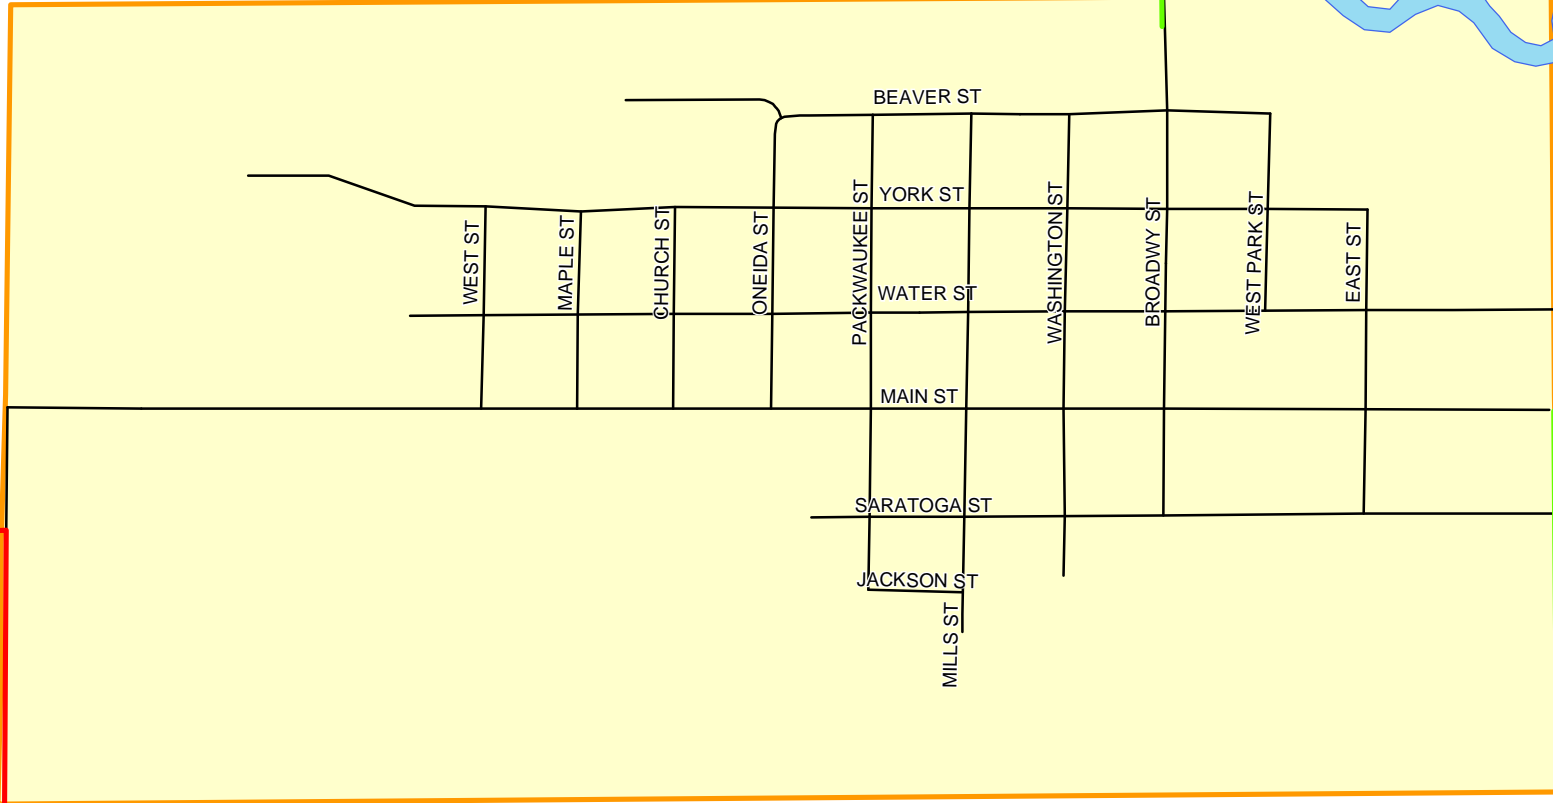 BEAVER ST
YORK ST
WEST ST
MAPLE ST
CHURCH ST
ONEIDA ST
PACKWAUKEE ST
WASHINGTON ST
BROADWY ST
WEST PARK ST
EAST ST
WATER ST
MAIN ST
SARATOGA ST
JACKSON ST
MILLS ST